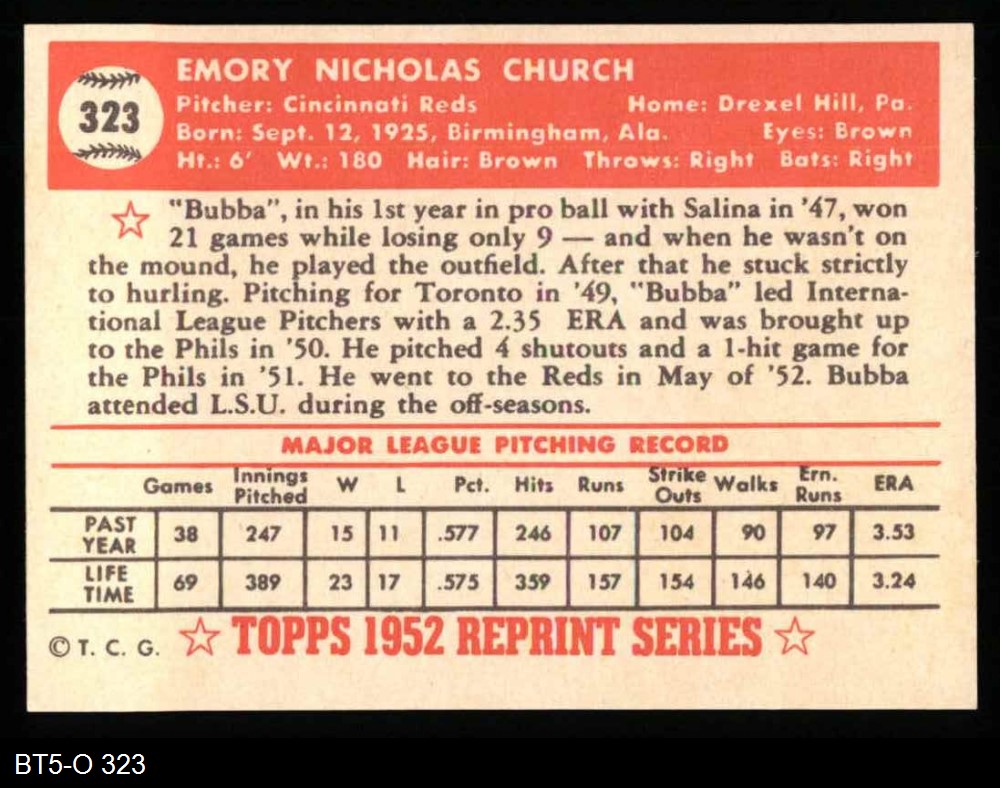 323
EMORY NICHOLAS CHURCH
Pitcher: Cincinnati Reds Home: Drexel Hill, Pa.
Born: Sept. 12, 1925, Birmingham, Ala. Eyes: Brown
Ht.: 6' Wt.: 180 Hair: Brown Throws: Right Bats: Right
"Bubba", in his 1st year in pro ball with Salina in '47, won
21 games while losing only 9 — and when he wasn't on
the mound, he played the outfield. After that he stuck strictly
to hurling. Pitching for Toronto in '49, "Bubba" led Interna-
tional League Pitchers with a 2.35 ERA and was brought up
to the Phils in '50. He pitched 4 shutouts and a 1-hit game for
the Phils in '51. He went to the Reds in May of '52. Bubba
attended L.S.U. during the off-seasons.
MAJOR LEAGUE PITCHING RECORD
Games Innings Pitched W L Pct. Hits Runs Strike Outs Walks Ern. Runs ERA
PAST YEAR 38 247 15 11 .577 246 107 104 90 97 3.53
LIFE TIME 69 389 23 17 .575 359 157 154 146 140 3.24
© T. C. G. TOPPS 1952 REPRINT SERIES
BT5-O 323